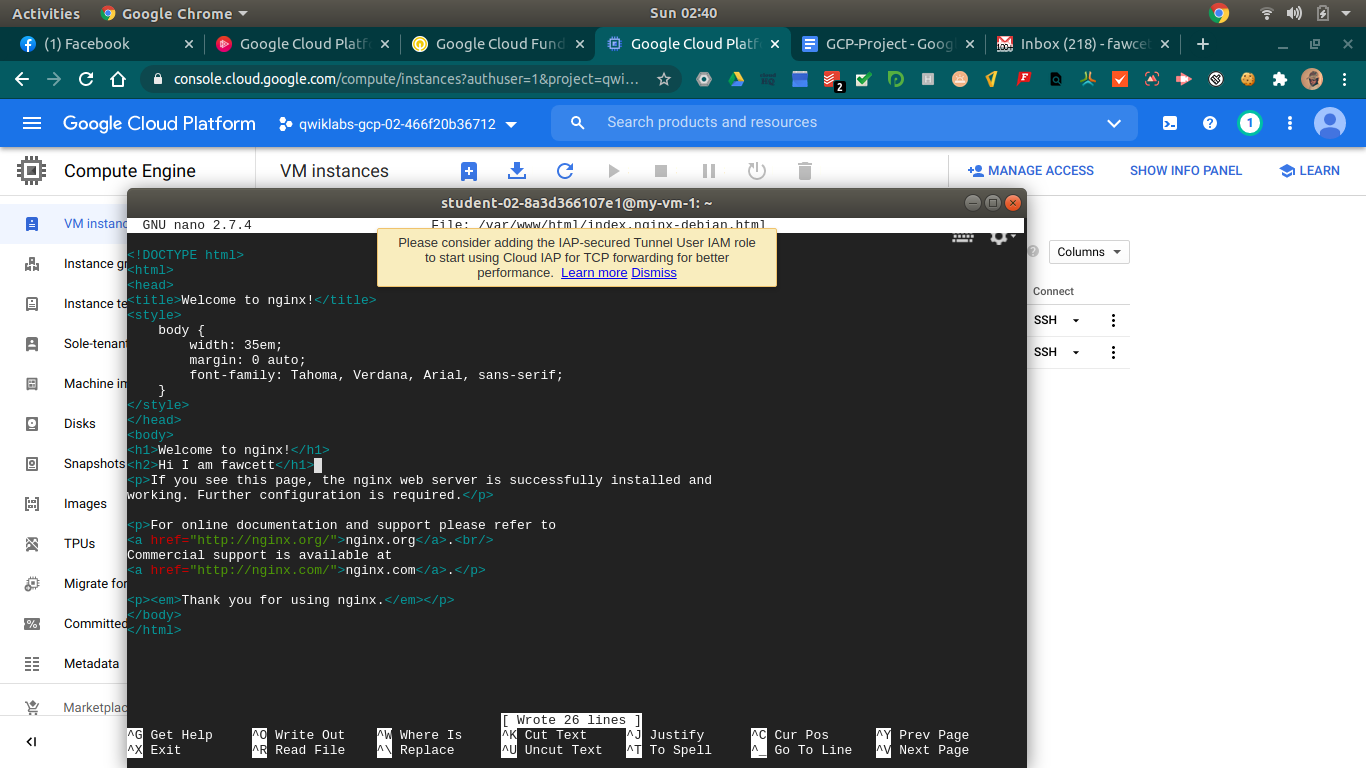 Activities Google Chrome Sun 02:40
(1) Facebook Google Cloud Platf Google Cloud Fund Google Cloud Platf GCP-Project - Goog Inbox (218) - fawcet
console.cloud.google.com/compute/instances?authuser=1&project=qwi… 2
Google Cloud Platform qwiklabs-gcp-02-466f20b36712 Search products and resources 1
Compute Engine VM instances MANAGE ACCESS SHOW INFO PANEL LEARN
student-02-8a3d366107e1@my-vm-1: ~
GNU nano 2.7.4 File: /var/www/html/index.nginx-debian.html
Please consider adding the IAP-secured Tunnel User IAM role
to start using Cloud IAP for TCP forwarding for better
performance. Learn more Dismiss
<!DOCTYPE html>
<html>
<head>
<title>Welcome to nginx!</title>
<style>
body {
width: 35em;
margin: 0 auto;
font-family: Tahoma, Verdana, Arial, sans-serif;
}
</style>
</head>
<body>
<h1>Welcome to nginx!</h1>
<h2>Hi I am fawcett</h1>
<p>If you see this page, the nginx web server is successfully installed and
working. Further configuration is required.</p>
<p>For online documentation and support please refer to
<a href="http://nginx.org/">nginx.org</a>.<br/>
Commercial support is available at
<a href="http://nginx.com/">nginx.com</a>.</p>
<p><em>Thank you for using nginx.</em></p>
</body>
</html>
[ Wrote 26 lines ]
^G Get Help ^O Write Out ^W Where Is ^K Cut Text ^J Justify ^C Cur Pos ^Y Prev Page
^X Exit ^R Read File ^\ Replace ^U Uncut Text ^T To Spell ^_ Go To Line ^V Next Page
VM instanc
Instance gr
Instance te
Sole-tenant
Machine im
Disks
Snapshots
Images
TPUs
Migrate for
Committed
Metadata
Marketplac
Columns
Connect
SSH
SSH